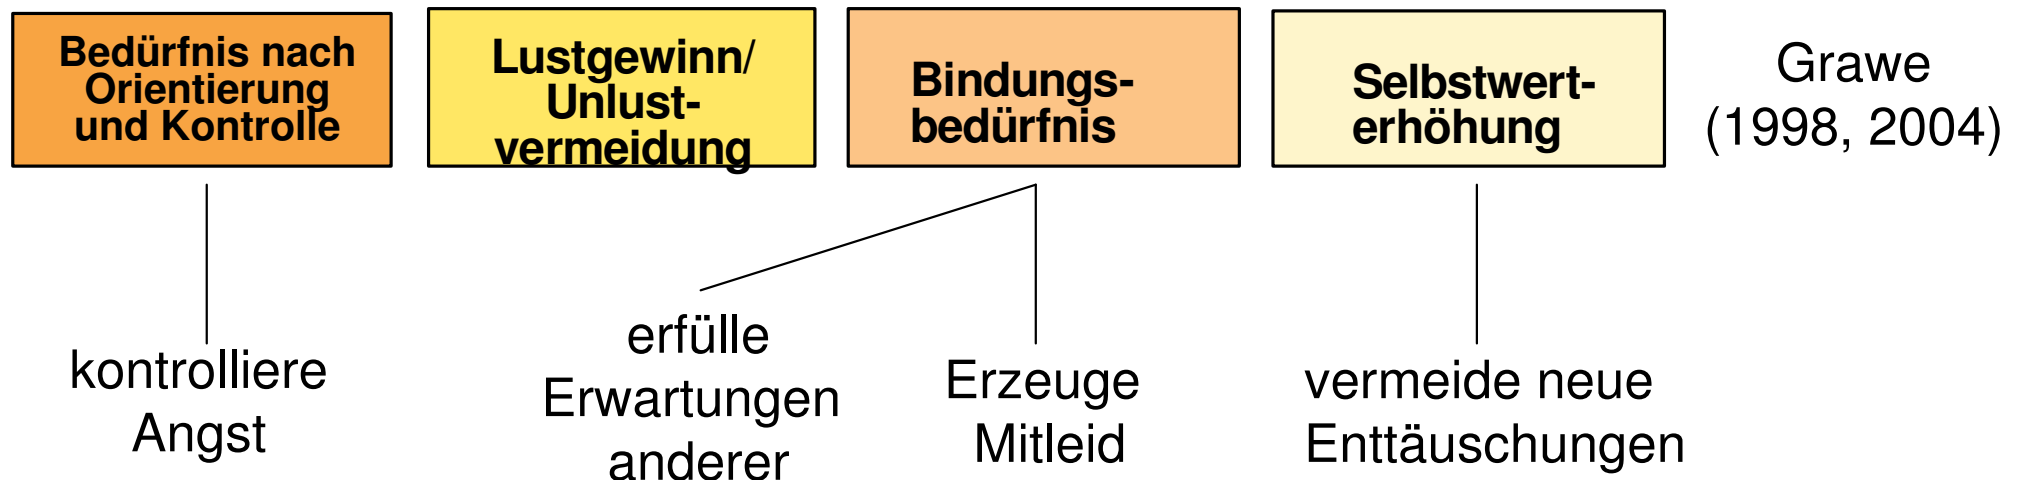 Bedürfnis nach
Orientierung
und Kontrolle
Lustgewinn/
Unlust-
vermeidung
Bindungs-
bedürfnis
Selbstwert-
erhöhung
Grawe
(1998, 2004)
kontrolliere
Angst
erfülle
Erwartungen
anderer
Erzeuge
Mitleid
vermeide neue
Enttäuschungen